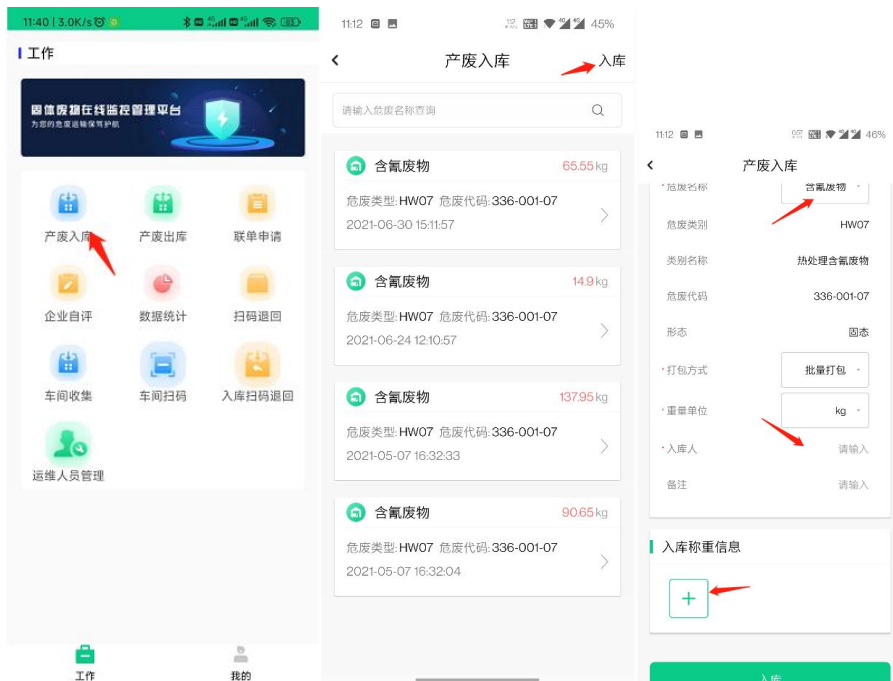 11:40 | 3.0K/s
工作
固体废物在线监控管理平台
为您的危废运输保驾护航
产废入库
产废出库
联单申请
企业自评
数据统计
扫码退回
车间收集
车间扫码
入库扫码退回
运维人员管理
工作
我的
11:12
45%
产废入库
入库
请输入危废名称查询
含氰废物
65.55kg
危废类型:HW07 危废代码:336-001-07
2021-06-30 15:11:57
含氰废物
14.9kg
危废类型:HW07 危废代码:336-001-07
2021-06-24 12:10:57
含氰废物
137.95kg
危废类型:HW07 危废代码:336-001-07
2021-05-07 16:32:33
含氰废物
90.65kg
危废类型:HW07 危废代码:336-001-07
2021-05-07 16:32:04
11:12
46%
产废入库
危废名称
含氰废物
危废类别
HW07
类别名称
热处理含氰废物
危废代码
336-001-07
形态
固态
打包方式
批量打包
重量单位
kg
入库人
请输入
备注
请输入
入库称重信息
+
入库